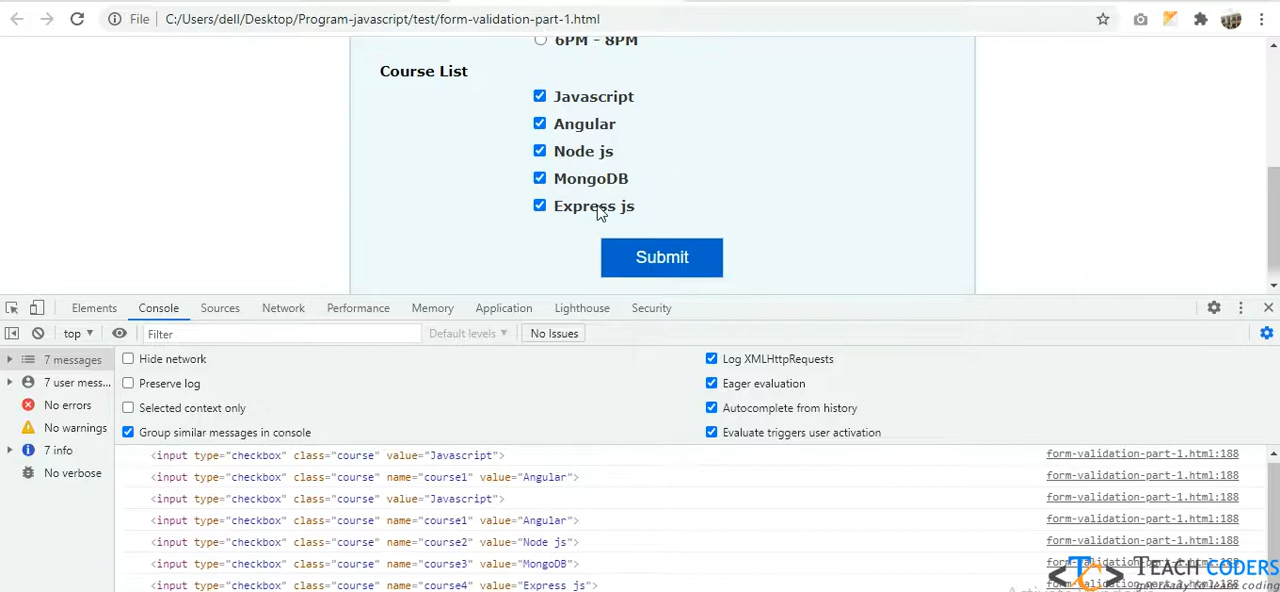 File | C:/Users/dell/Desktop/Program-javascript/test/form-validation-part-1.html
6PM - 8PM
Course List
Javascript
Angular
Node js
MongoDB
Express js
Submit
Elements Console Sources Network Performance Memory Application Lighthouse Security
top ▾ Filter Default levels ▾ No Issues
7 messages Hide network Log XMLHttpRequests
7 user mess... Preserve log Eager evaluation
No errors Selected context only Autocomplete from history
No warnings Group similar messages in console Evaluate triggers user activation
7 info <input type="checkbox" class="course" value="Javascript"> form-validation-part-1.html:188
No verbose <input type="checkbox" class="course" name="course1" value="Angular"> form-validation-part-1.html:188
<input type="checkbox" class="course" value="Javascript"> form-validation-part-1.html:188
<input type="checkbox" class="course" name="course1" value="Angular"> form-validation-part-1.html:188
<input type="checkbox" class="course" name="course2" value="Node js"> form-validation-part-1.html:188
<input type="checkbox" class="course" name="course3" value="MongoDB">
<input type="checkbox" class="course" name="course4" value="Express js">
TEACH CODERS
get ready to learn coding